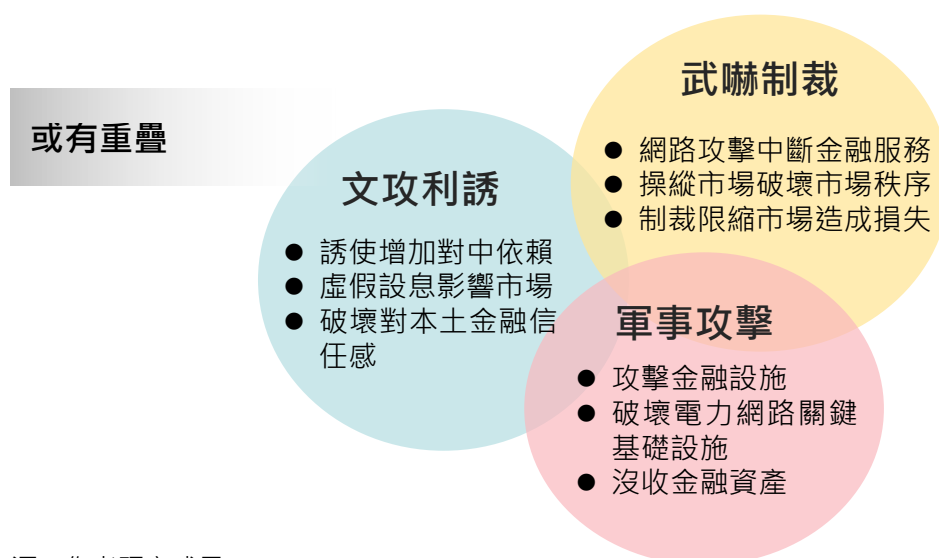 武嚇制裁
● 網路攻擊中斷金融服務
● 操縱市場破壞市場秩序
● 制裁限縮市場造成損失
或有重疊
文攻利誘
● 誘使增加對中依賴
● 虛假設息影響市場
● 破壞對本土金融信
任感
軍事攻擊
● 攻擊金融設施
● 破壞電力網路關鍵
基礎設施
● 沒收金融資產